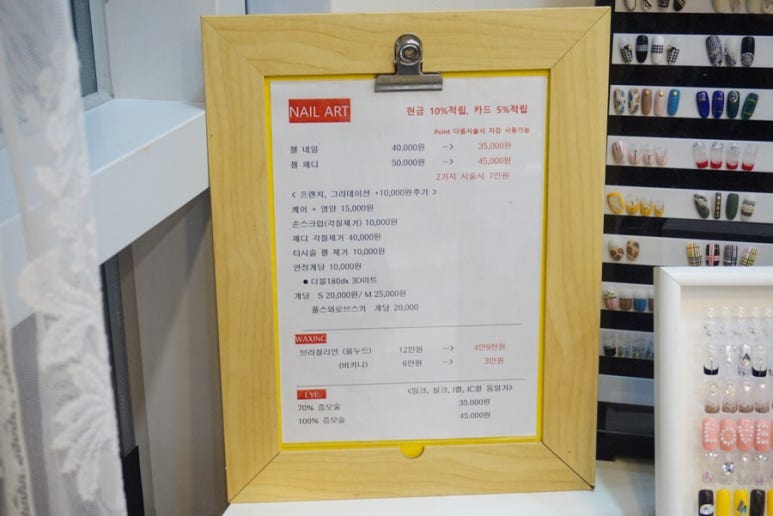 NAIL ART 현금 10%적립, 카드 5%적립
Point 다음시술시 차감 사용가능
젤 네일 40,000원 -> 35,000원
젤 패디 50,000원 -> 45,000원
2가지 시술시 7만원
< 프렌치, 그라데이션 +10,000원추가 >
케어 + 영양 15,000원
손스크럽(각질제거) 10,000원
패디 각질제거 40,000원
타시술 젤 제거 10,000원
연장개당 10,000원
● 더블180dx 3D아트
개당 S 20,000원/ M 25,000원
풀스와로브스키 개당 20,000
WAXING
브라질리언 (올누드) 12만원 -> 4만9천원
(비키니) 6만원 -> 3만원
EYE <밍크, 실크, J컬, JC컬 동일가>
70% 증모술 35,000원
100% 증모술 45,000원
LOVE